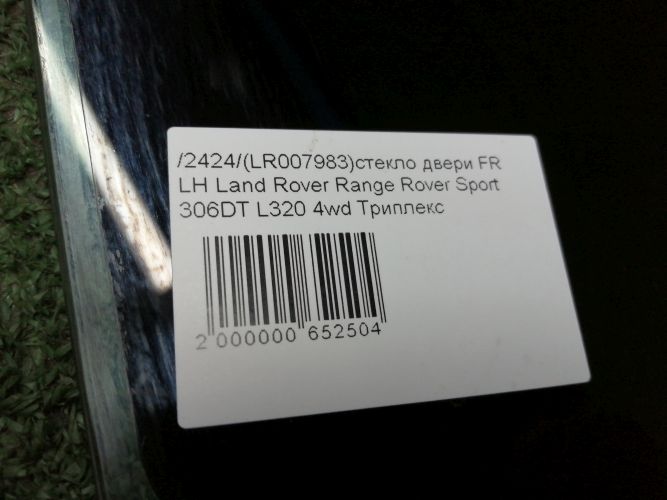 /2424/(LR007983)стекло двери FR
LH Land Rover Range Rover Sport
306DT L320 4wd Триплекс
2 000000 652504